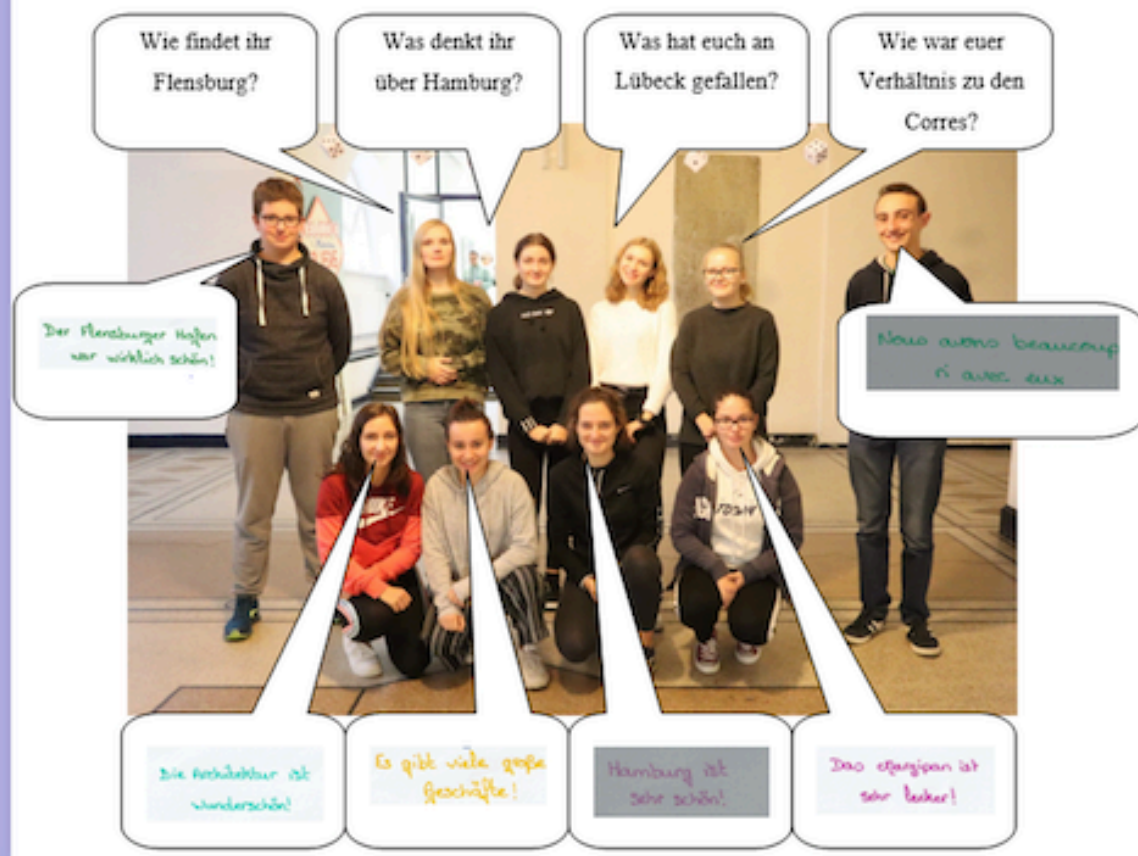 Wie findet ihr
Flensburg?
Was denkt ihr
über Hamburg?
Was hat euch an
Lübeck gefallen?
Wie war euer
Verhältnis zu den
Corres?
Der Flensburger Hafen
war wirklich schön!
Nous avons beaucoup
ri avec eux
Die Architektur ist
wunderschön!
Es gibt viele große
Geschäfte!
Hamburg ist
sehr schön!
Das Marzipan ist
sehr lecker!